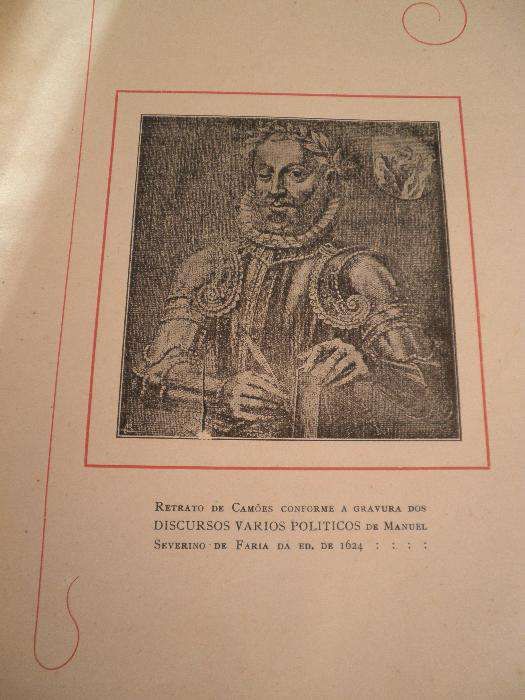 RETRATO DE CAMÕES CONFORME A GRAVURA DOS
DISCURSOS VARIOS POLITICOS DE MANUEL
SEVERINO DE FARIA DA ED. DE 1624 : : : :